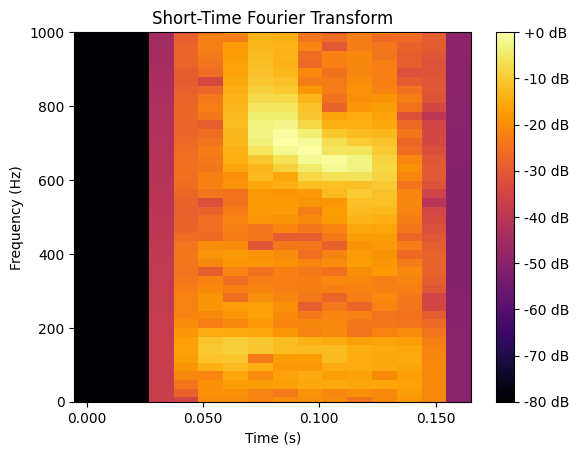 Short-Time Fourier Transform
Frequency (Hz)
1000
800
600
400
200
0
0.000
0.050
0.100
0.150
Time (s)
+0 dB
-10 dB
-20 dB
-30 dB
-40 dB
-50 dB
-60 dB
-70 dB
-80 dB